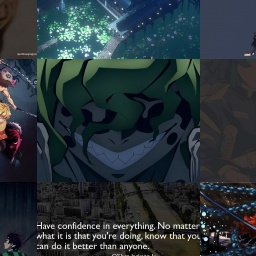 Have confidence in everything. No matter
what it is that you're doing, know that you
can do it better than anyone.